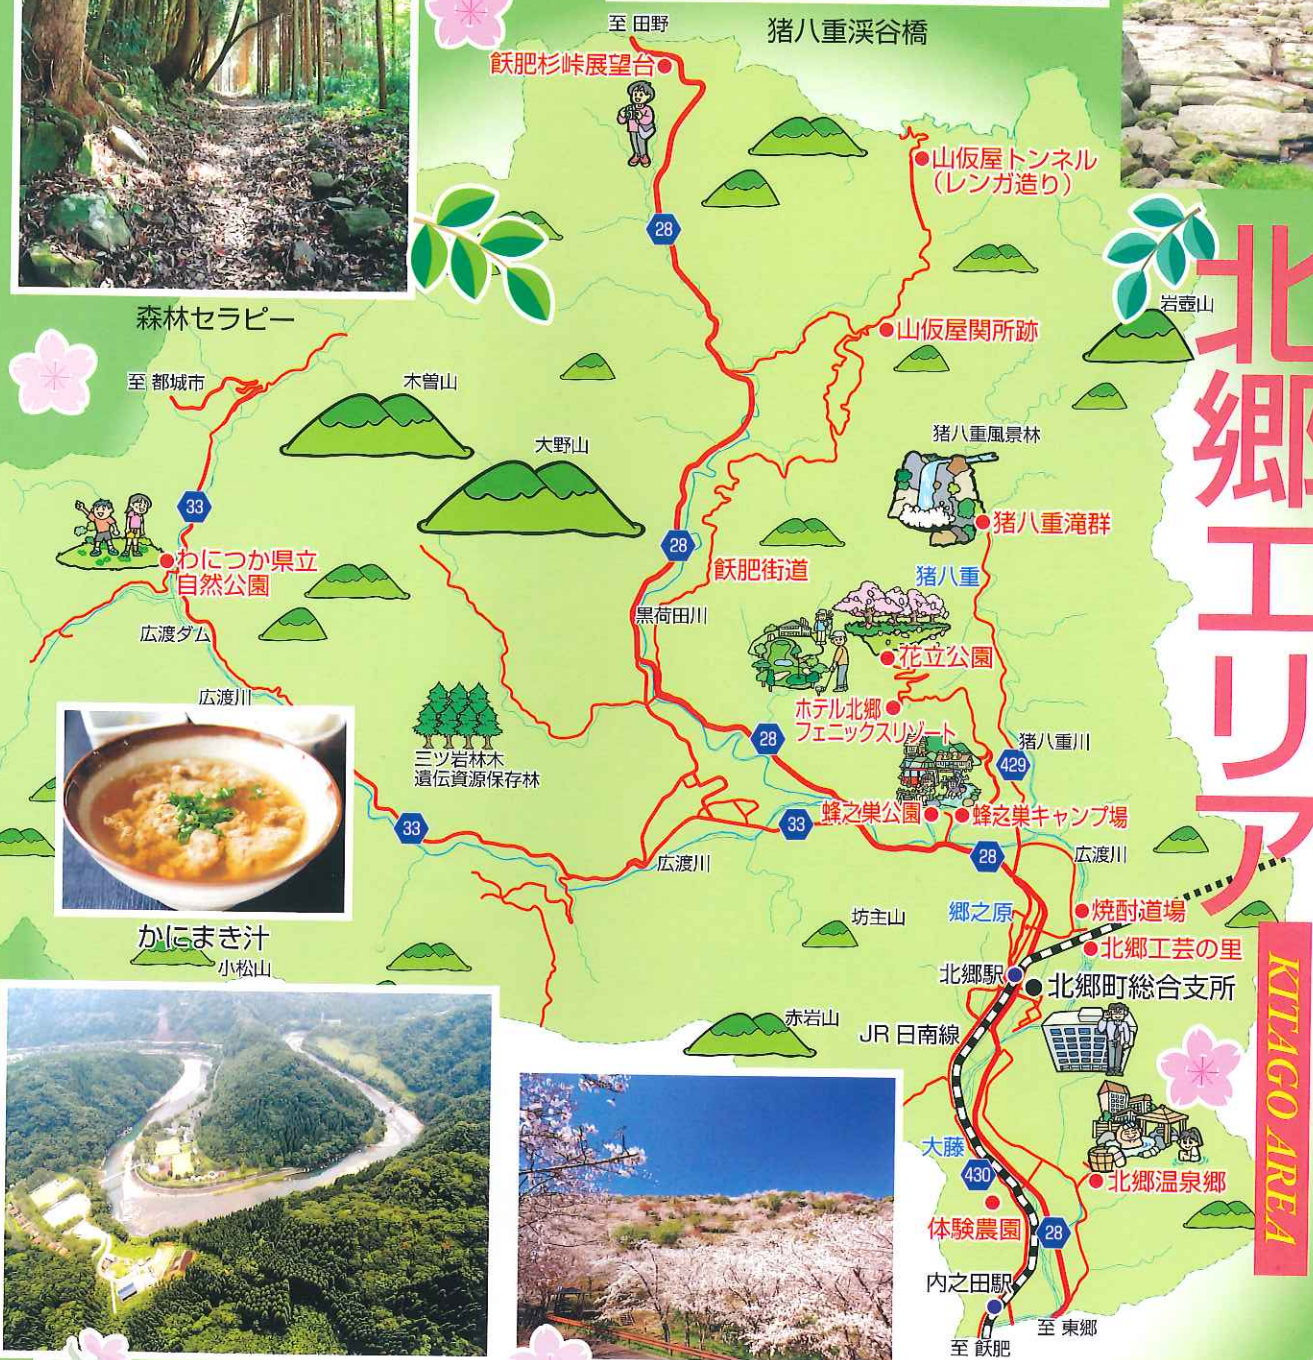 至 田野
猪八重渓谷橋
飫肥杉峠展望台
28
山仮屋トンネル
(レンガ造り)
森林セラピー
岩壺山
山仮屋関所跡
至 都城市
木曽山
大野山
猪八重風景林
33
猪八重滝群
28
わにつか県立
自然公園
飫肥街道
猪八重
広渡ダム
黒荷田川
花立公園
広渡川
ホテル北郷
フェニックスリゾート
28
猪八重川
429
三ツ岩林木
遺伝資源保存林
蜂之巣公園
蜂之巣キャンプ場
33
33
28
広渡川
広渡川
北郷エリア
KITAGO AREA
坊主山
郷之原
焼酎道場
かにまき汁
小松山
北郷工芸の里
北郷駅
北郷町総合支所
赤岩山
JR 日南線
大藤
430
北郷温泉郷
体験農園
28
内之田駅
至 東郷
至 飫肥